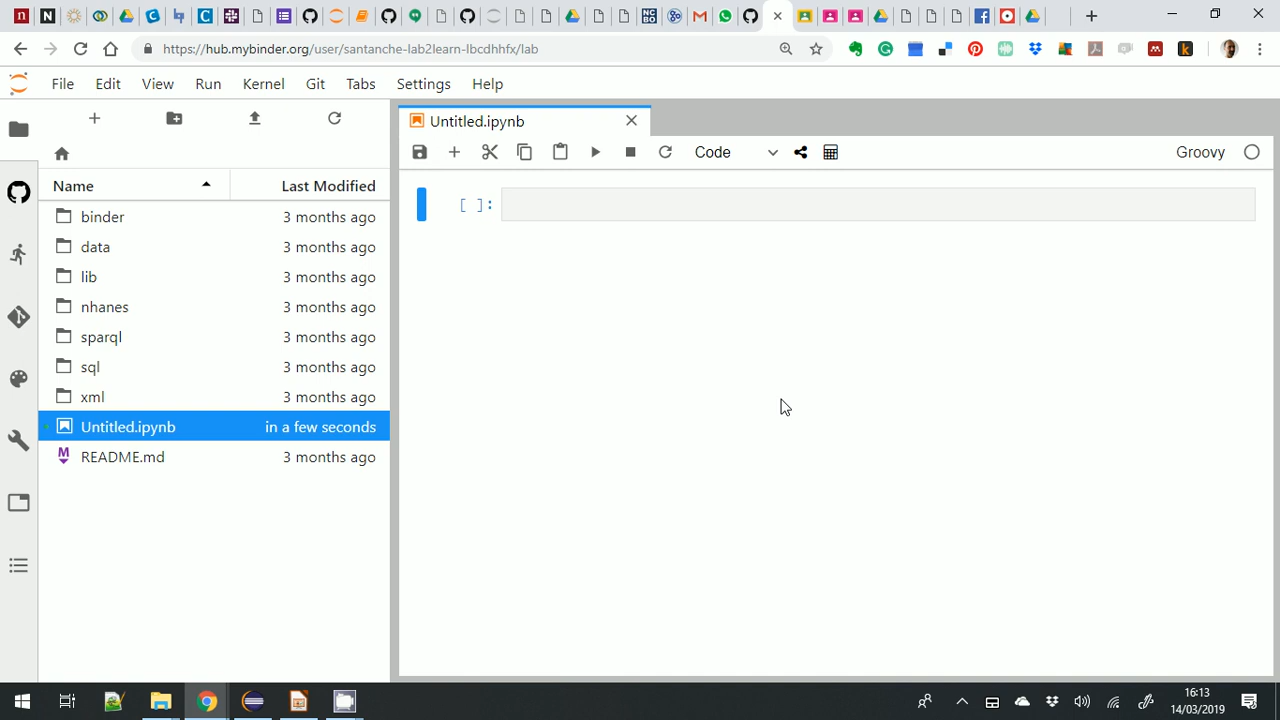 https://hub.mybinder.org/user/santanche-lab2learn-lbcdhhfx/lab
File Edit View Run Kernel Git Tabs Settings Help
Untitled.ipynb
Code
Groovy
Name Last Modified
[ ]:
binder 3 months ago
data 3 months ago
lib 3 months ago
nhanes 3 months ago
sparql 3 months ago
sql 3 months ago
xml 3 months ago
Untitled.ipynb in a few seconds
README.md 3 months ago
16:13
14/03/2019